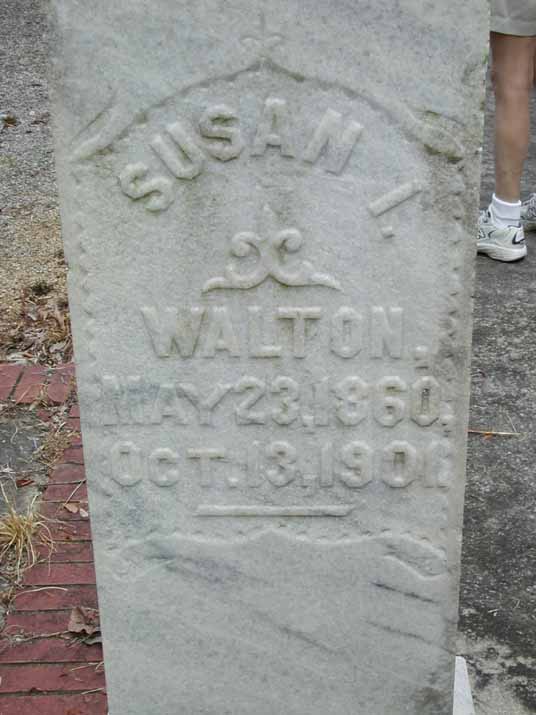 SUSAN I.
WALTON.
MAY 23, 1860.
OCT. 13, 1901.